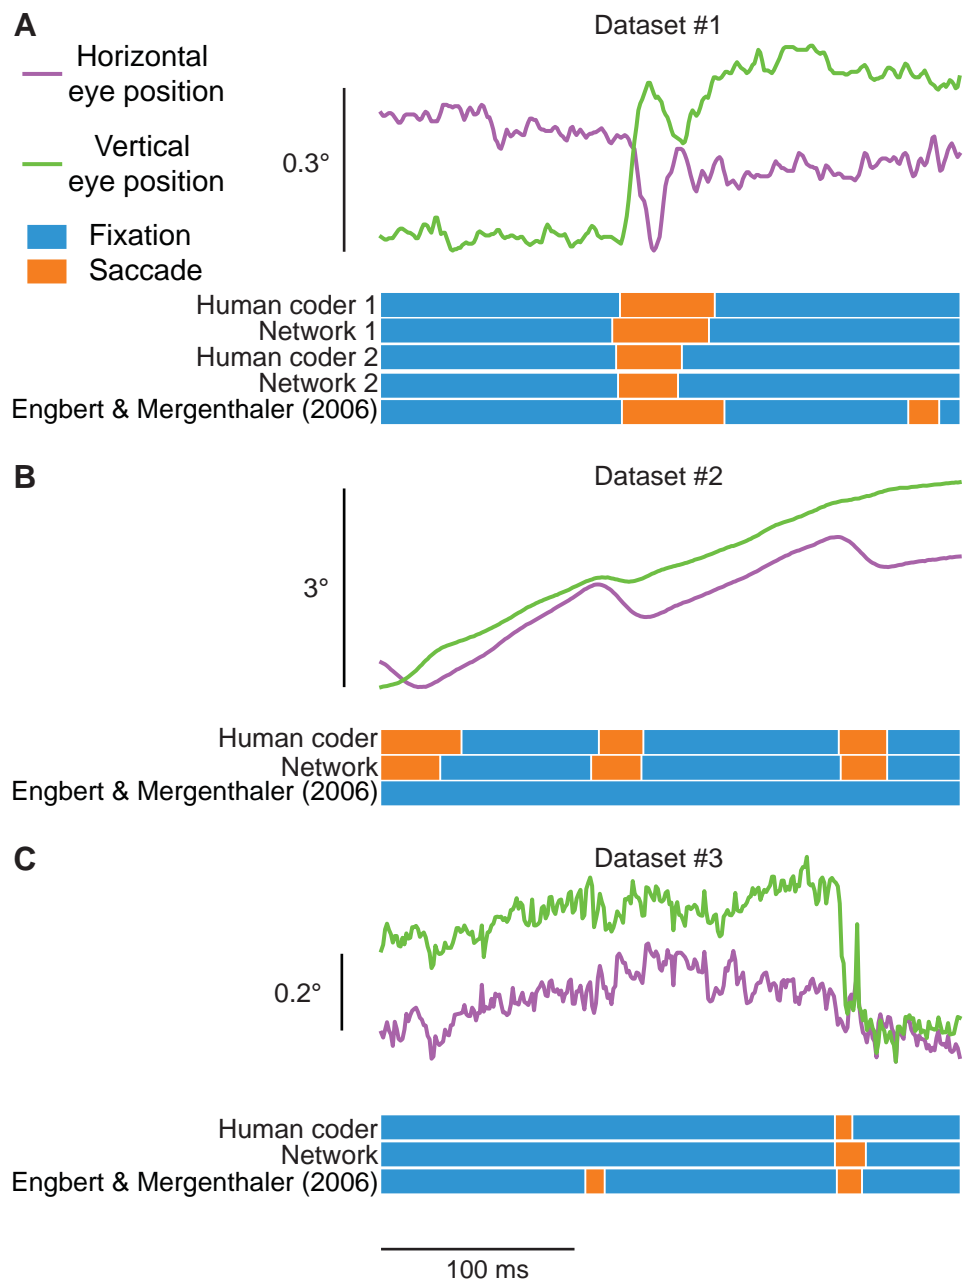 A
Dataset #1
Horizontal
eye position
Vertical
eye position
0.3°
Fixation
Saccade
Human coder 1
Network 1
Human coder 2
Network 2
Engbert & Mergenthaler (2006)
B
Dataset #2
3°
Human coder
Network
Engbert & Mergenthaler (2006)
C
Dataset #3
0.2°
Human coder
Network
Engbert & Mergenthaler (2006)
100 ms